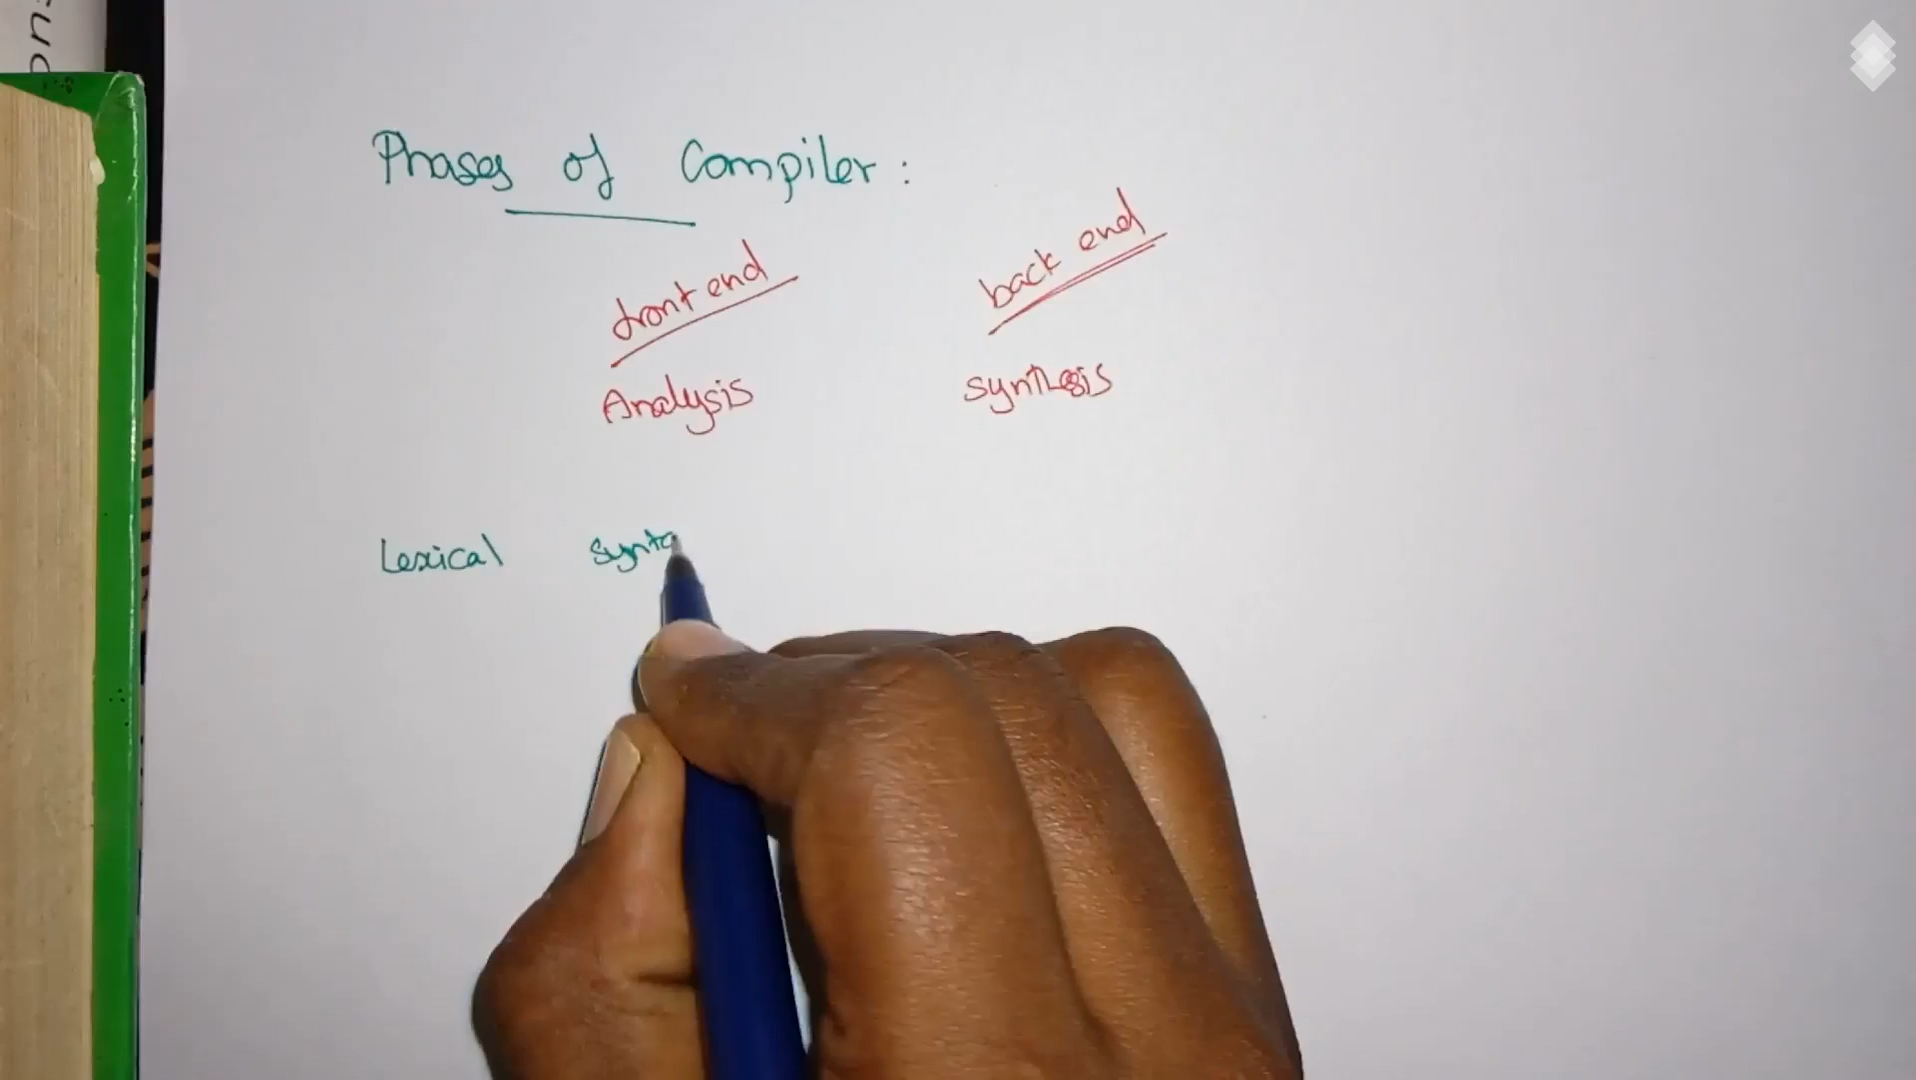 Phases of Compiler :
front end
back end
Analysis
synthesis
Lexical synta